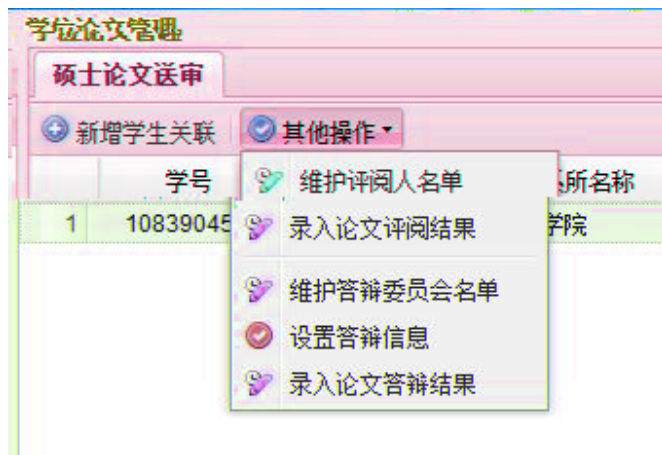 学位论文管理
硕士论文送审
新增学生关联 其他操作
学号 系所名称
1 10839045 学院
维护评阅人名单
录入论文评阅结果
维护答辩委员会名单
设置答辩信息
录入论文答辩结果